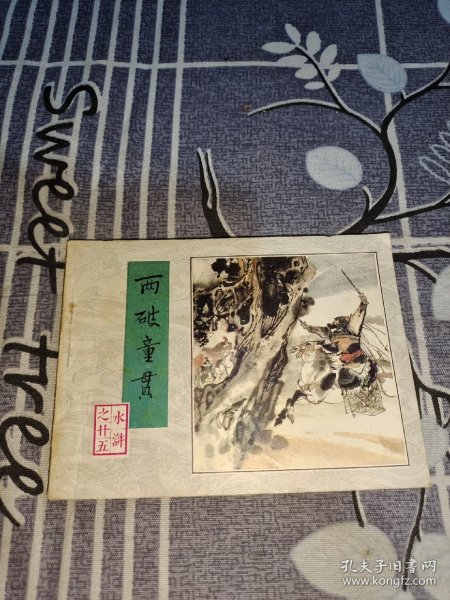 Sweet tree
两破童贯
水浒
之廿五
孔夫子旧书网
www.kongfz.com